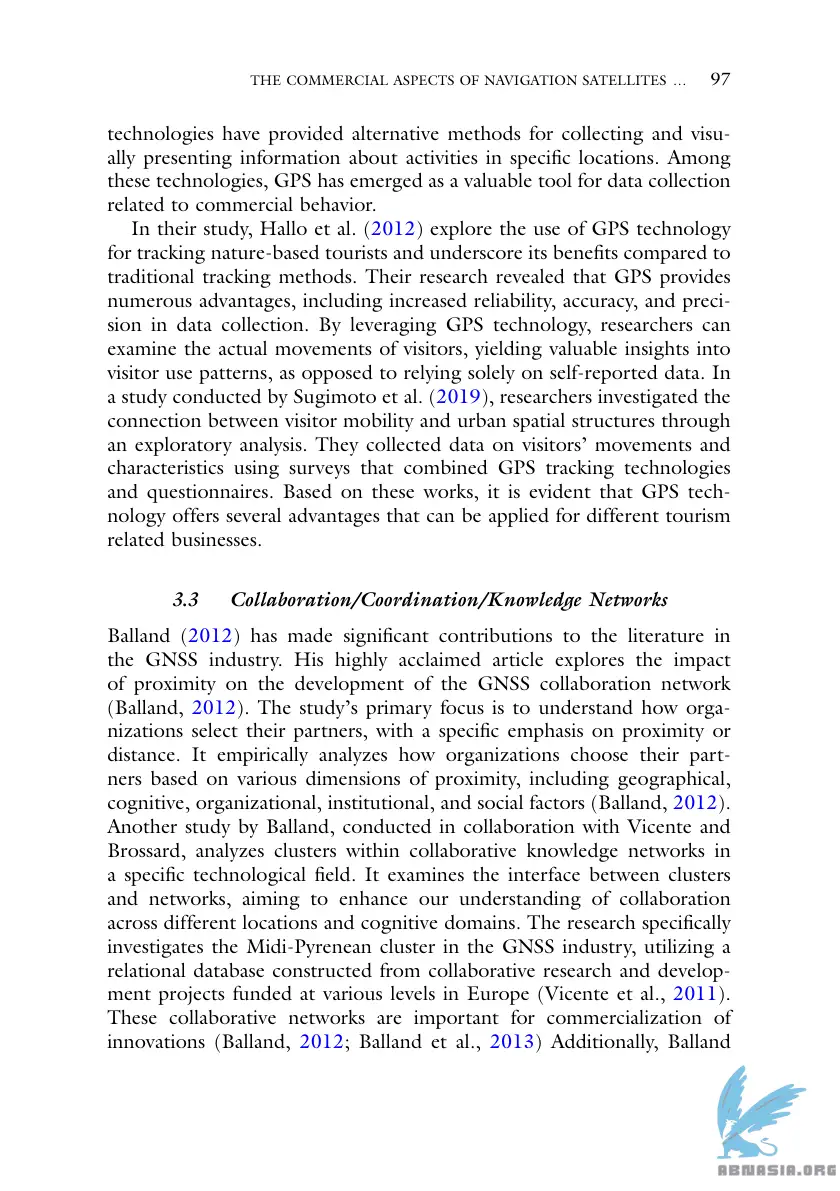 THE COMMERCIAL ASPECTS OF NAVIGATION SATELLITES … 97
technologies have provided alternative methods for collecting and visu-
ally presenting information about activities in specific locations. Among
these technologies, GPS has emerged as a valuable tool for data collection
related to commercial behavior.
In their study, Hallo et al. (2012) explore the use of GPS technology
for tracking nature-based tourists and underscore its benefits compared to
traditional tracking methods. Their research revealed that GPS provides
numerous advantages, including increased reliability, accuracy, and preci-
sion in data collection. By leveraging GPS technology, researchers can
examine the actual movements of visitors, yielding valuable insights into
visitor use patterns, as opposed to relying solely on self-reported data. In
a study conducted by Sugimoto et al. (2019), researchers investigated the
connection between visitor mobility and urban spatial structures through
an exploratory analysis. They collected data on visitors’ movements and
characteristics using surveys that combined GPS tracking technologies
and questionnaires. Based on these works, it is evident that GPS tech-
nology offers several advantages that can be applied for different tourism
related businesses.
3.3 Collaboration/Coordination/Knowledge Networks
Balland (2012) has made significant contributions to the literature in
the GNSS industry. His highly acclaimed article explores the impact
of proximity on the development of the GNSS collaboration network
(Balland, 2012). The study’s primary focus is to understand how orga-
nizations select their partners, with a specific emphasis on proximity or
distance. It empirically analyzes how organizations choose their part-
ners based on various dimensions of proximity, including geographical,
cognitive, organizational, institutional, and social factors (Balland, 2012).
Another study by Balland, conducted in collaboration with Vicente and
Brossard, analyzes clusters within collaborative knowledge networks in
a specific technological field. It examines the interface between clusters
and networks, aiming to enhance our understanding of collaboration
across different locations and cognitive domains. The research specifically
investigates the Midi-Pyrenean cluster in the GNSS industry, utilizing a
relational database constructed from collaborative research and develop-
ment projects funded at various levels in Europe (Vicente et al., 2011).
These collaborative networks are important for commercialization of
innovations (Balland, 2012; Balland et al., 2013) Additionally, Balland
ABNASIA.ORG